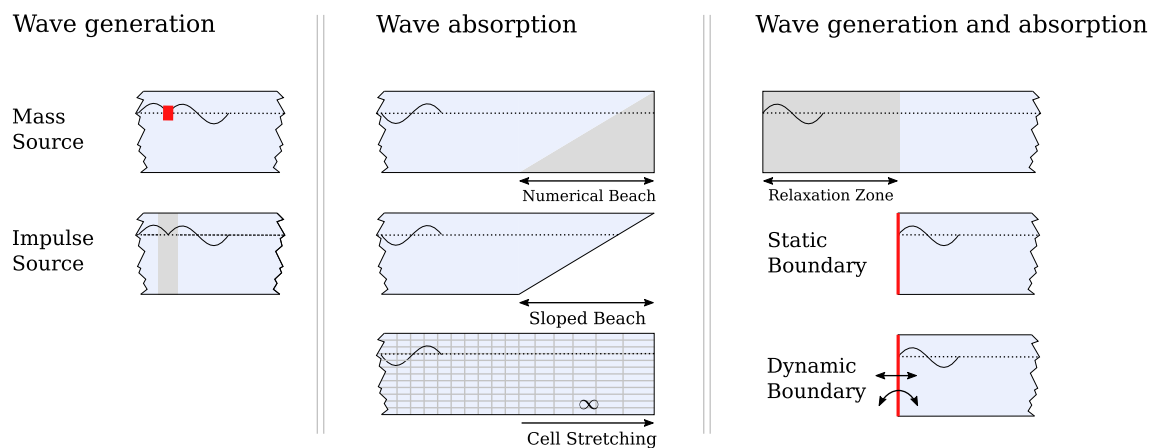 Wave generation
Mass
Source
Impulse
Source
Wave absorption
Numerical Beach
Sloped Beach
∞
Cell Stretching
Wave generation and absorption
Relaxation Zone
Static
Boundary
Dynamic
Boundary